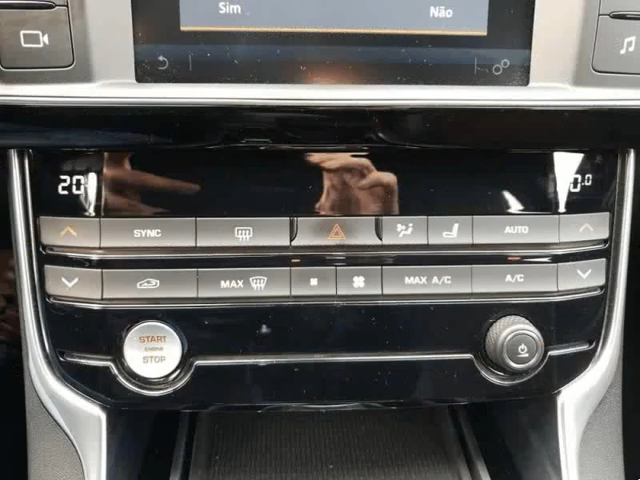 Sim Não
20 0.0
SYNC AUTO
MAX MAX A/C A/C
START
ENGINE
STOP